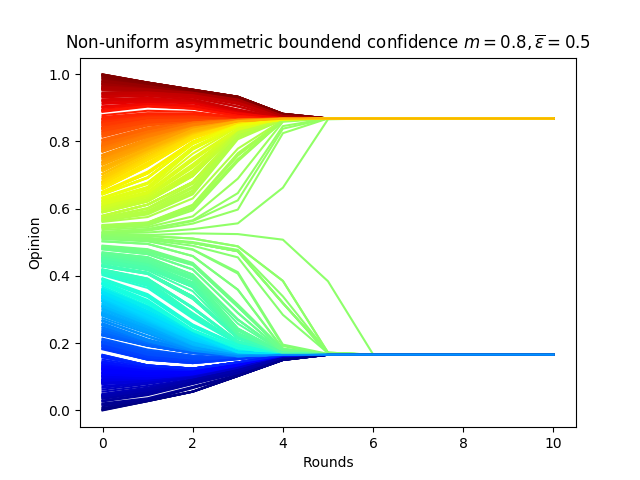 Non-uniform asymmetric boundend confidence m = 0.8, ε̅ = 0.5
1.0
0.8
0.6
0.4
0.2
0.0
Opinion
0 2 4 6 8 10
Rounds